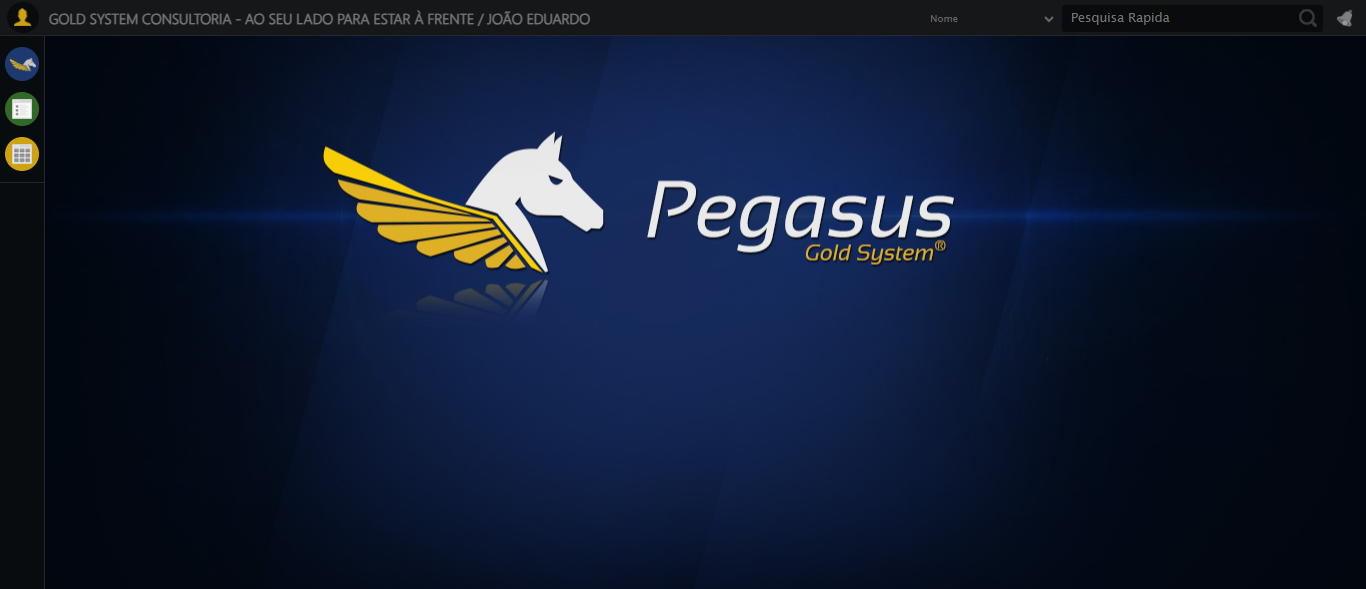 GOLD SYSTEM CONSULTORIA - AO SEU LADO PARA ESTAR À FRENTE / JOÃO EDUARDO
Nome
Pesquisa Rapida
Pegasus
Gold System®